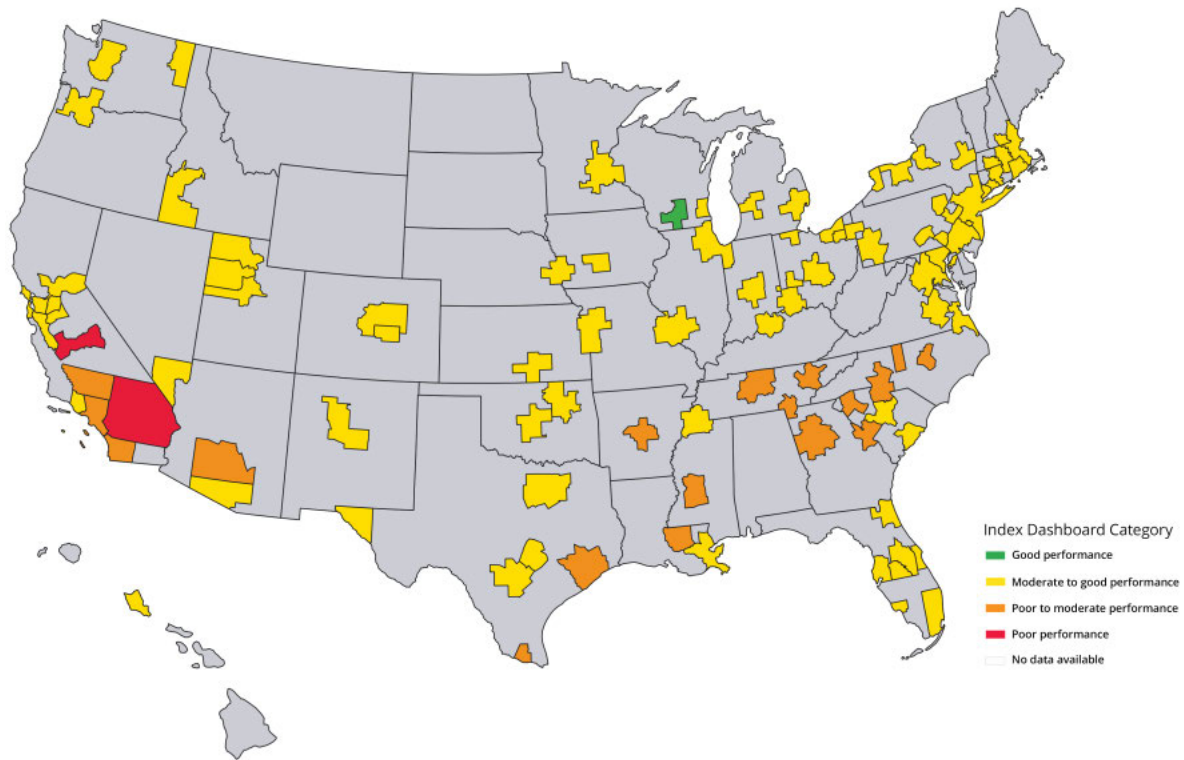 Index Dashboard Category
Good performance
Moderate to good performance
Poor to moderate performance
Poor performance
No data available